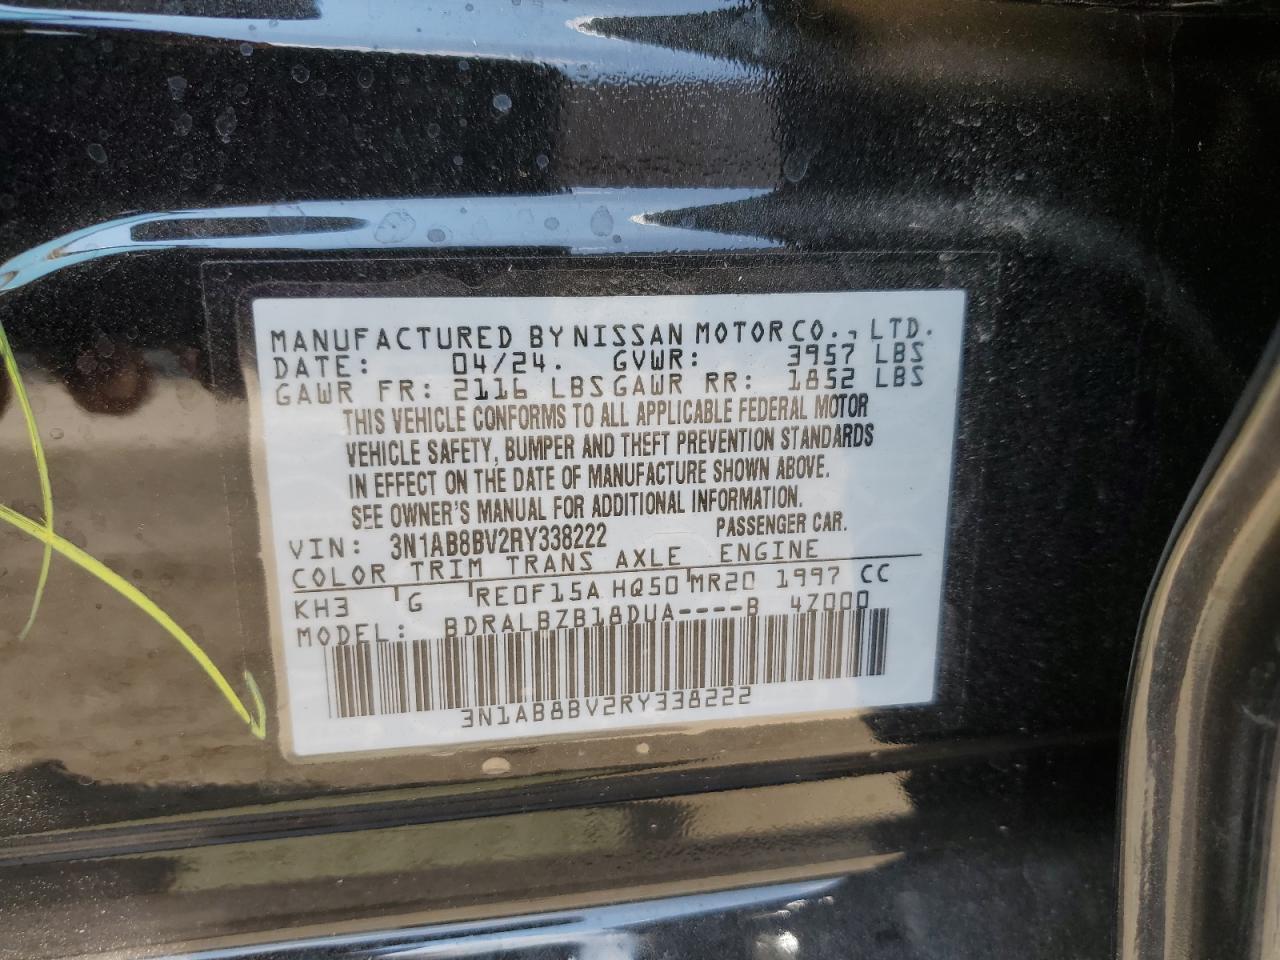 MANUFACTURED BY NISSAN MOTOR CO., LTD.
DATE: 04/24. GVWR: 3957 LBS
GAWR FR: 2116 LBS GAWR RR: 1852 LBS
THIS VEHICLE CONFORMS TO ALL APPLICABLE FEDERAL MOTOR
VEHICLE SAFETY, BUMPER AND THEFT PREVENTION STANDARDS
IN EFFECT ON THE DATE OF MANUFACTURE SHOWN ABOVE.
SEE OWNER'S MANUAL FOR ADDITIONAL INFORMATION.
VIN: 3N1AB8BV2RY338222 PASSENGER CAR.
COLOR TRIM TRANS AXLE ENGINE
KH3 G RE0F15A HQ50 MR20 1997 CC
MODEL: BDRALBZB18DUA----B 47000
3N1AB8BV2RY338222